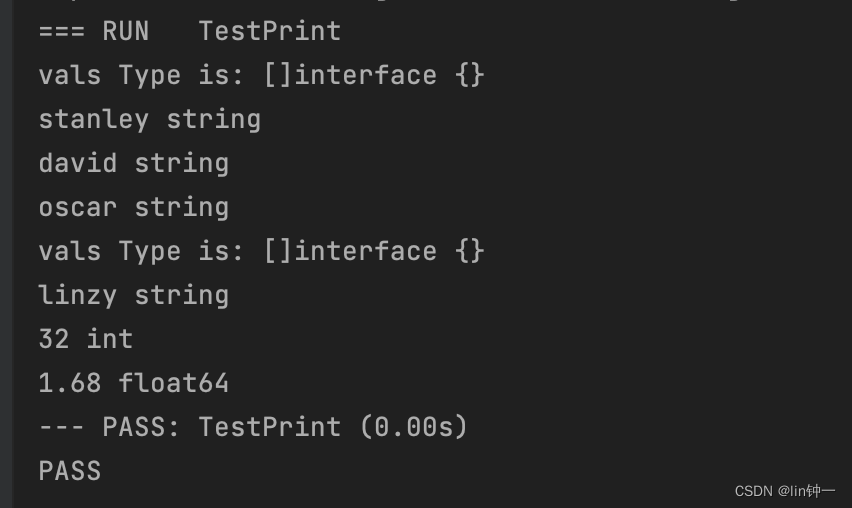 === RUN   TestPrint
vals Type is: []interface {}
stanley string
david string
oscar string
vals Type is: []interface {}
linzy string
32 int
1.68 float64
--- PASS: TestPrint (0.00s)
PASS
CSDN @lin钟一